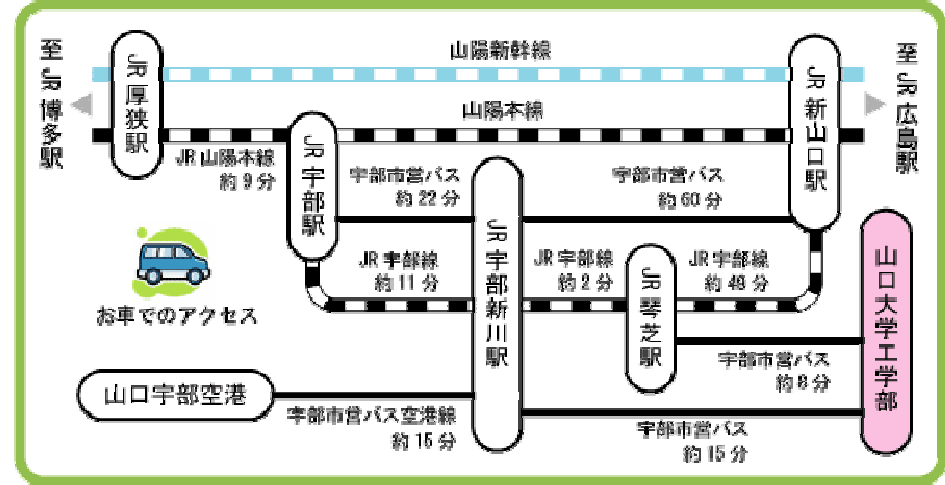 山陽新幹線
至JR博多駅
JR厚狭駅
JR新山口駅
至JR広島駅
山陽本線
JR山陽本線
約9分
JR宇部駅
宇部市営バス
約22分
宇部市営バス
約60分
JR宇部新川駅
JR宇部線
約11分
JR宇部線
約2分
JR琴芝駅
JR宇部線
約49分
山口大学工学部
お車でのアクセス
宇部市営バス
約8分
山口宇部空港
宇部市営バス空港線
約15分
宇部市営バス
約15分